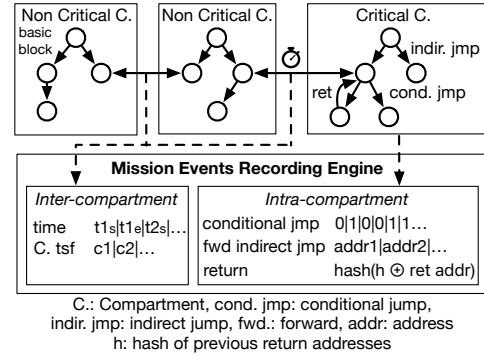 Non Critical C.
Non Critical C.
Critical C.
basic
block
indir. jmp
ret
cond. jmp
Mission Events Recording Engine
Inter-compartment
time t1s|t1e|t2s|...
C. tsf c1|c2|...
Intra-compartment
conditional jmp 0|1|0|0|1|1...
fwd indirect jmp addr1|addr2|...
return hash(h ⊕ ret addr)
C.: Compartment, cond. jmp: conditional jump,
indir. jmp: indirect jump, fwd.: forward, addr: address
h: hash of previous return addresses